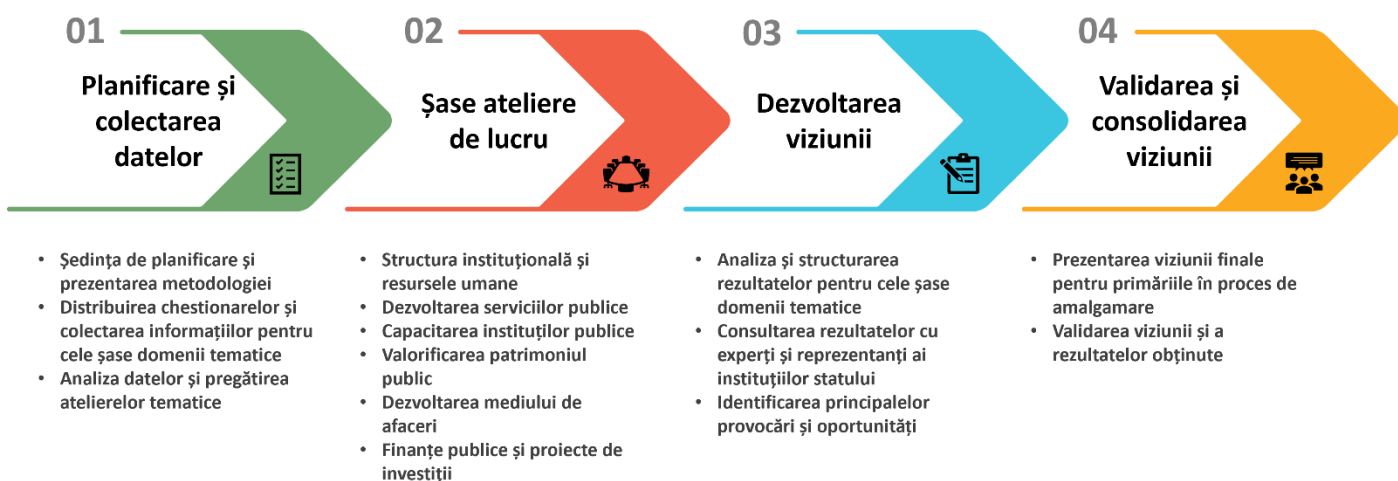 01
Planificare și
colectarea
datelor
02
Șase ateliere
de lucru
03
Dezvoltarea
viziunii
04
Validarea și
consolidarea
viziunii
• Ședința de planificare și
prezentarea metodologiei
• Distribuirea chestionarelor și
colectarea informațiilor pentru
cele șase domenii tematice
• Analiza datelor și pregătirea
atelierelor tematice
• Structura instituțională și
resursele umane
• Dezvoltarea serviciilor publice
• Capacitarea instituților publice
• Valorificarea patrimoniul
public
• Dezvoltarea mediului de
afaceri
• Finanțe publice și proiecte de
investiții
• Analiza și structurarea
rezultatelor pentru cele șase
domenii tematice
• Consultarea rezultatelor cu
experți și reprezentanți ai
instituțiilor statului
• Identificarea principalelor
provocări și oportunități
• Prezentarea viziunii finale
pentru primăriile în proces de
amalgamare
• Validarea viziunii și a
rezultatelor obținute